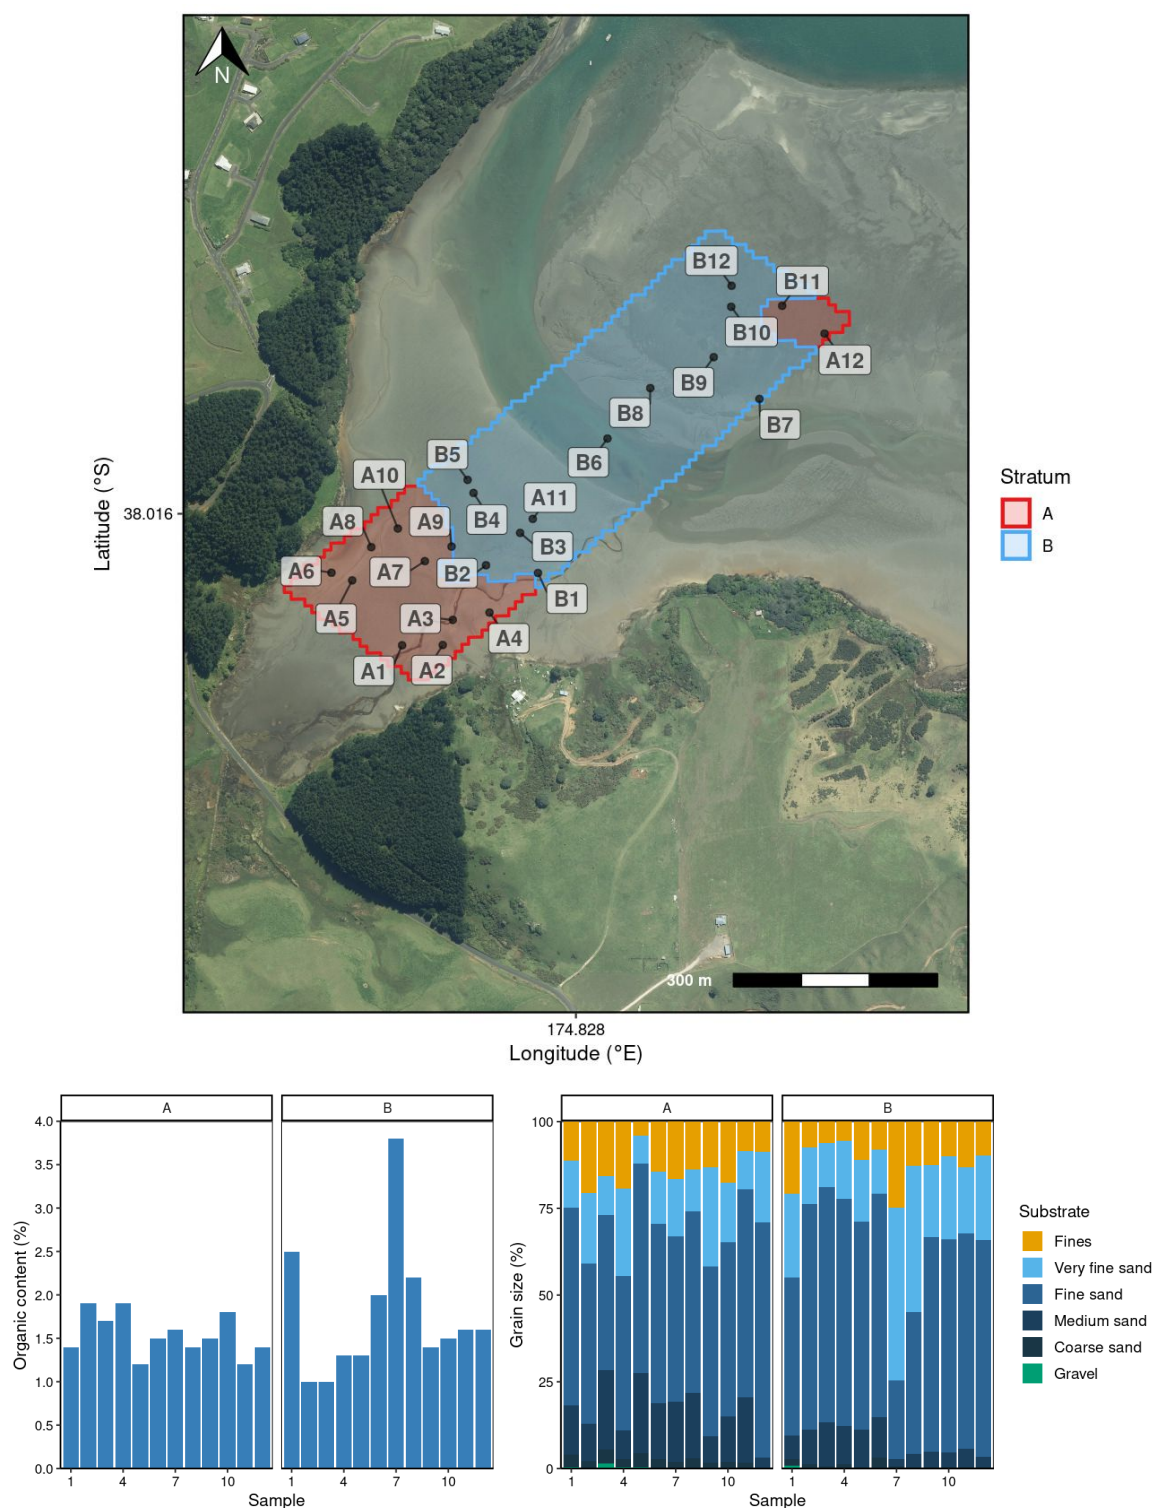 N
B12
B11
B10
A12
B9
B8
B7
B5
B6
A10
A11
A8
A9
B4
B3
A6
A7
B2
B1
A5
A3
A4
A1
A2
300 m
38.016
Latitude (°S)
174.828
Longitude (°E)
Stratum
A
B
A
B
4.0
3.5
3.0
2.5
2.0
1.5
1.0
0.5
0.0
Organic content (%)
1 4 7 10 1 4 7 10
Sample
A
B
100
75
50
25
0
Grain size (%)
1 4 7 10 1 4 7 10
Sample
Substrate
Fines
Very fine sand
Fine sand
Medium sand
Coarse sand
Gravel